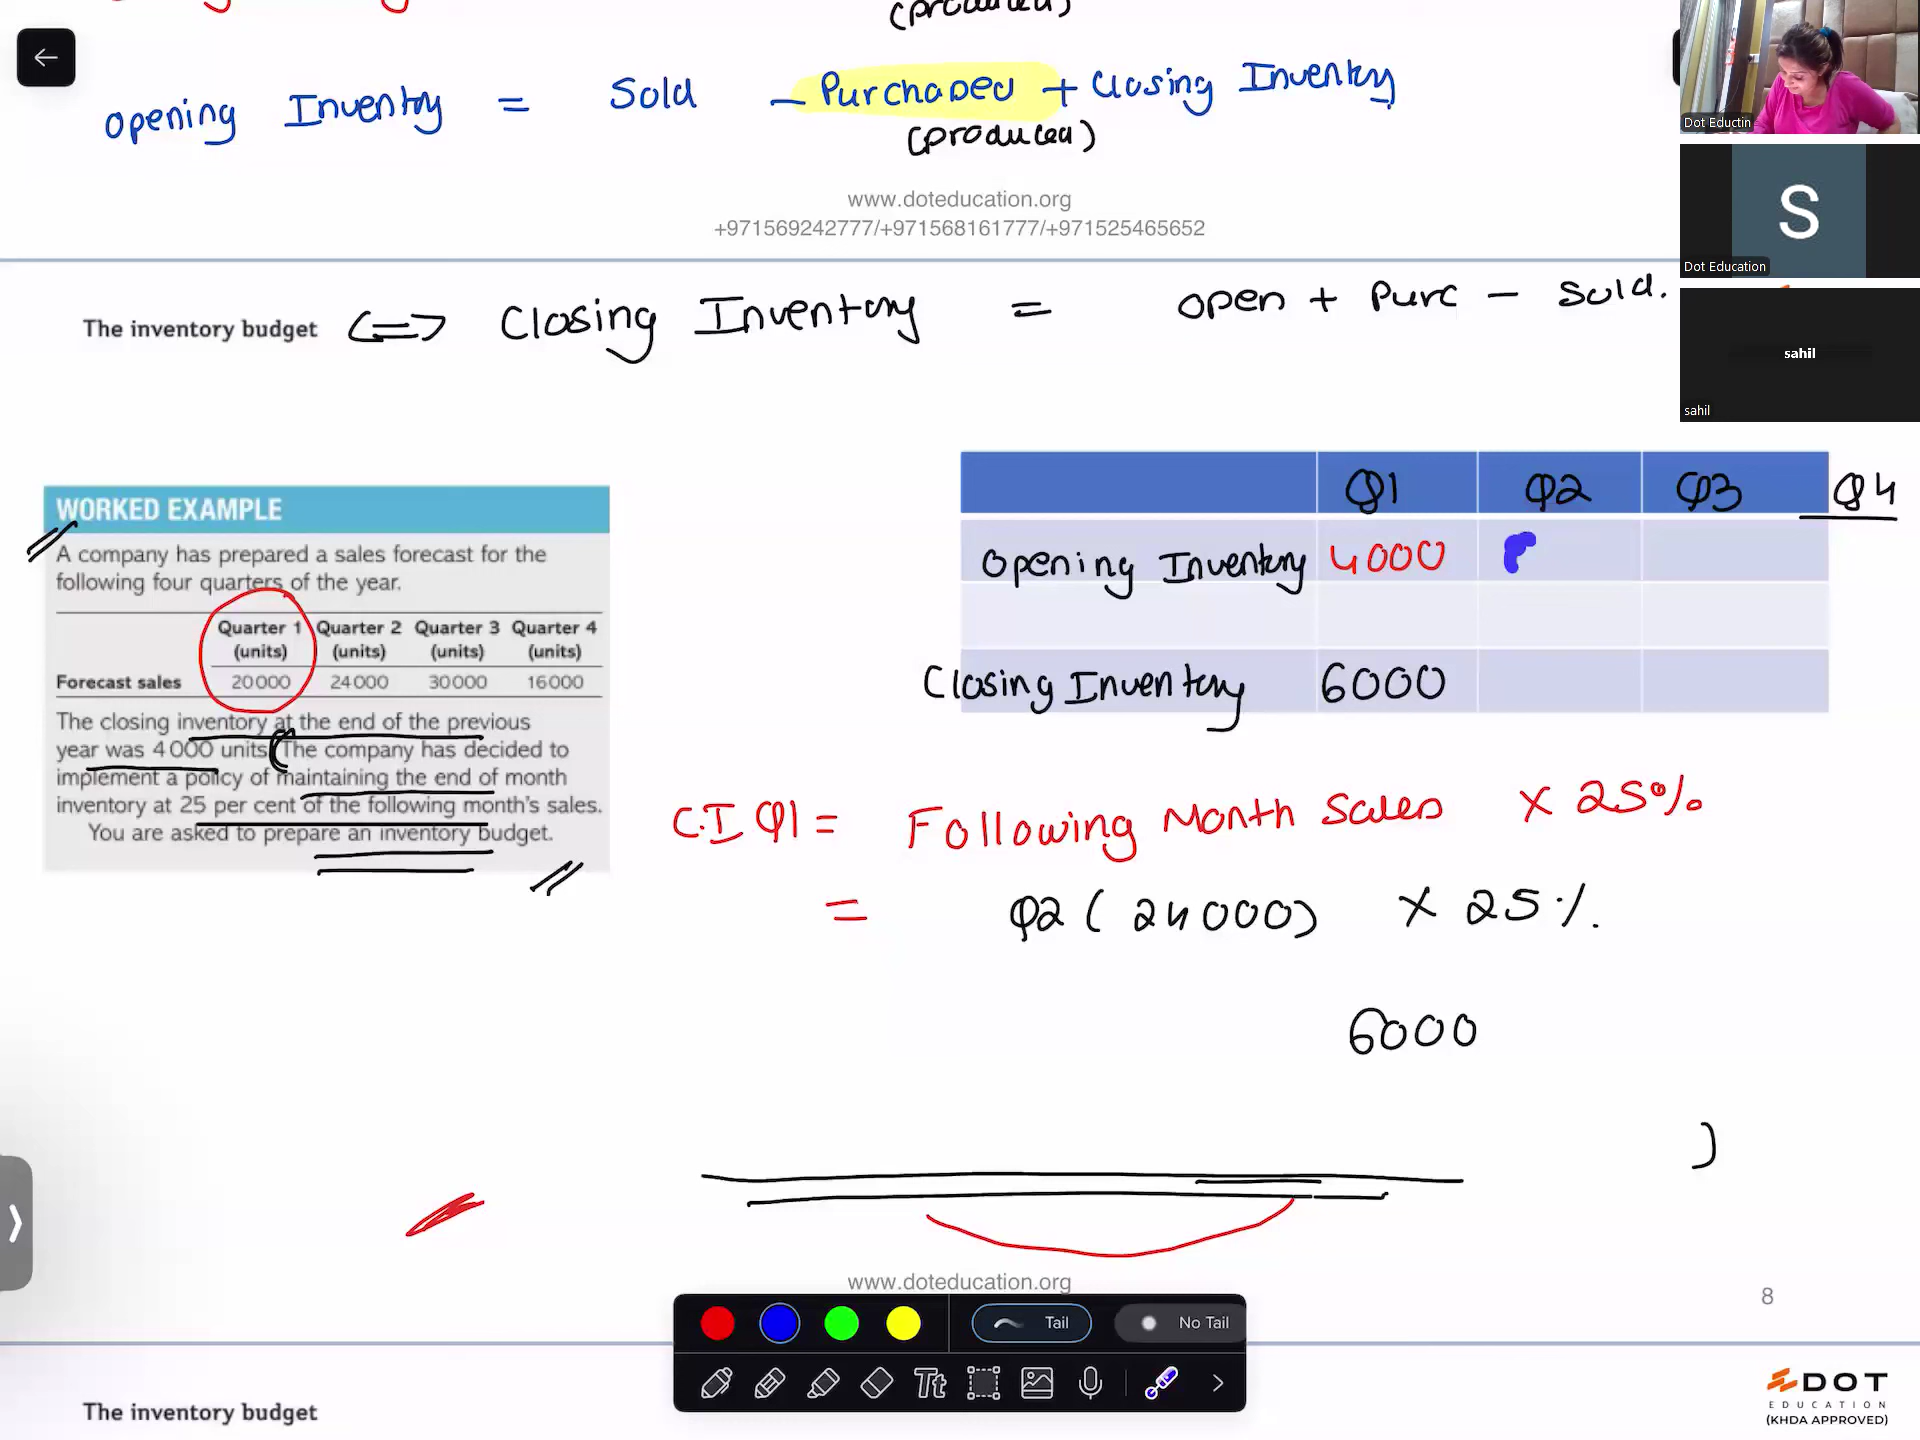 (produced)
Opening Inventory = Sold - Purchased + Closing Inventory
(produced)
www.doteducation.org
+971569242777/+971568161777/+971525465652
The inventory budget <=> Closing Inventory = open + Purc - Sold.
WORKED EXAMPLE
A company has prepared a sales forecast for the
following four quarters of the year.
Quarter 1 Quarter 2 Quarter 3 Quarter 4
(units) (units) (units) (units)
Forecast sales 20000 24000 30000 16000
The closing inventory at the end of the previous
year was 4000 units. The company has decided to
implement a policy of maintaining the end of month
inventory at 25 per cent of the following month's sales.
You are asked to prepare an inventory budget.
Q1 Q2 Q3 Q4
Opening Inventory 4000
Closing Inventory 6000
C.I Q1 = Following Month Sales X 25%
= Q2 (24000) X 25%.
6000
)
www.doteducation.org
8
The inventory budget
DOT
EDUCATION
(KHDA APPROVED)
Dot Eductin
S
Dot Education
sahil
sahil
Tail
No Tail
Tt